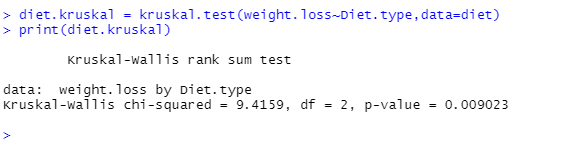 > diet.kruskal = kruskal.test(weight.loss~Diet.type,data=diet)
> print(diet.kruskal)
Kruskal-Wallis rank sum test
data:  weight.loss by Diet.type
Kruskal-Wallis chi-squared = 9.4159, df = 2, p-value = 0.009023
>